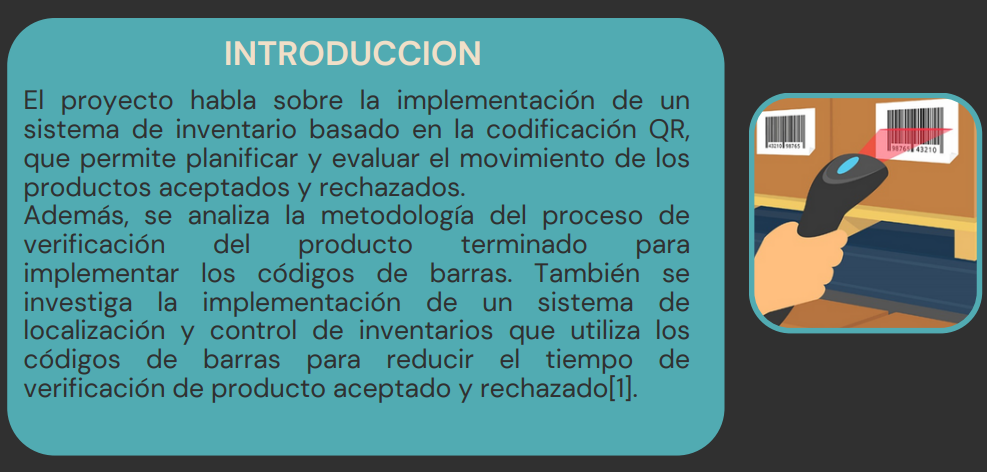 INTRODUCCION
El proyecto habla sobre la implementación de un
sistema de inventario basado en la codificación QR,
que permite planificar y evaluar el movimiento de los
productos aceptados y rechazados.
Además, se analiza la metodología del proceso de
verificación del producto terminado para
implementar los códigos de barras. También se
investiga la implementación de un sistema de
localización y control de inventarios que utiliza los
códigos de barras para reducir el tiempo de
verificación de producto aceptado y rechazado[1].
43210 98765
98765 43210